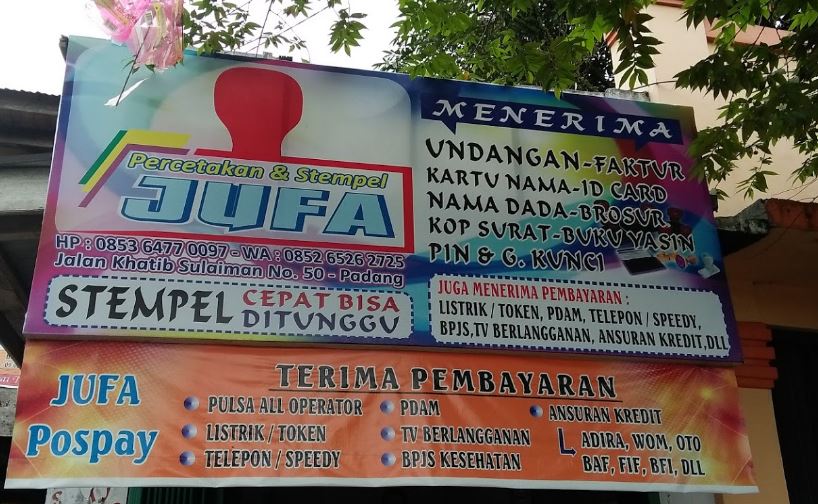 Percetakan & Stempel
JUFA
HP : 0853 6477 0097 - WA : 0852 6526 2725
Jalan Khatib Sulaiman No. 50 - Padang
STEMPEL CEPAT BISA
DITUNGGU
MENERIMA
UNDANGAN-FAKTUR
KARTU NAMA-ID CARD
NAMA DADA-BROSUR
KOP SURAT-BUKU YASIN
PIN & G. KUNCI
JUGA MENERIMA PEMBAYARAN :
LISTRIK / TOKEN, PDAM, TELEPON / SPEEDY,
BPJS,TV BERLANGGANAN, ANSURAN KREDIT,DLL
JUFA
Pospay
TERIMA PEMBAYARAN
PULSA ALL OPERATOR
LISTRIK / TOKEN
TELEPON / SPEEDY
PDAM
TV BERLANGGANAN
BPJS KESEHATAN
ANSURAN KREDIT
ADIRA, WOM, OTO
BAF, FIF, BFI, DLL